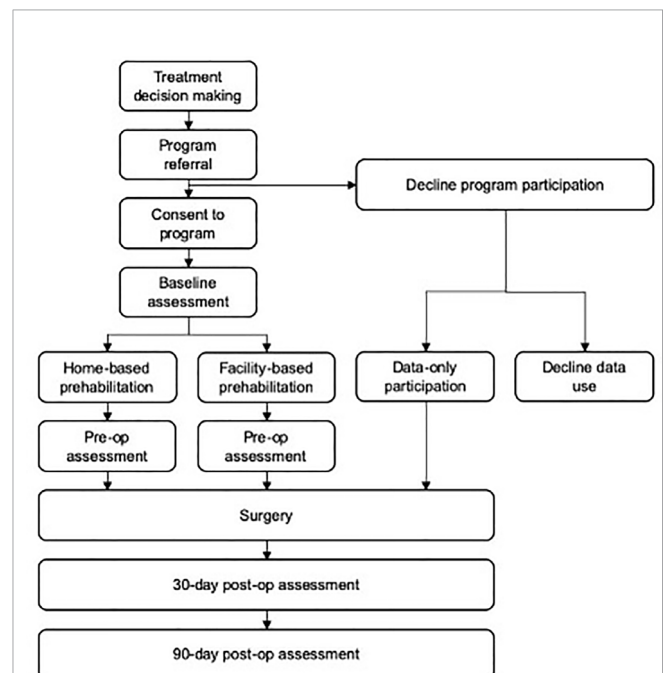 Treatment
decision making
Program
referral
Decline program participation
Consent to
program
Baseline
assessment
Home-based
prehabilitation
Facility-based
prehabilitation
Data-only
participation
Decline data
use
Pre-op
assessment
Pre-op
assessment
Surgery
30-day post-op assessment
90-day post-op assessment